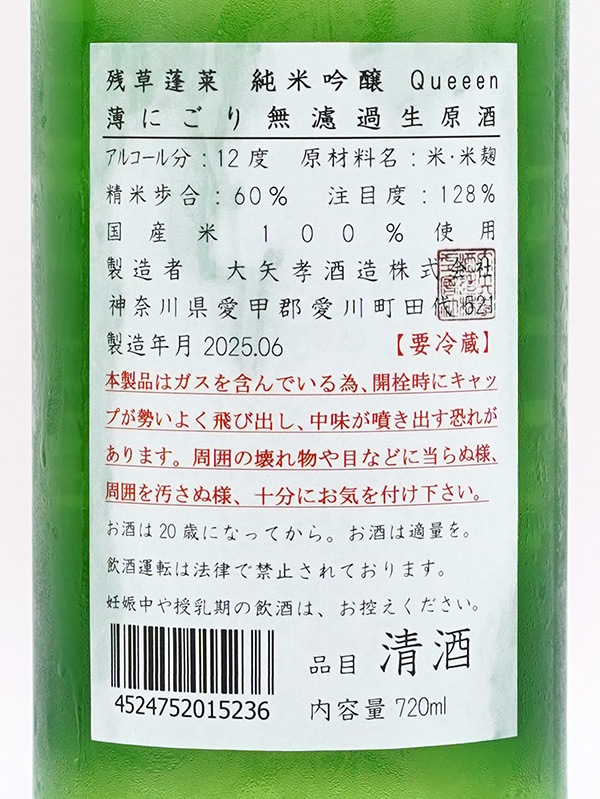 残草蓬莱 純米吟醸 Queeen
薄にごり無濾過生原酒
アルコール分：12度 原材料名：米・米麹
精米歩合：60% 注目度：128%
国産米100%使用
製造者 大矢孝酒造株式会社
神奈川県愛甲郡愛川町田代521
製造年月 2025.06 【要冷蔵】
本製品はガスを含んでいる為、開栓時にキャッ
プが勢いよく飛び出し、中味が噴き出す恐れが
あります。周囲の壊れ物や目などに当らぬ様、
周囲を汚さぬ様、十分にお気を付け下さい。
お酒は20歳になってから。お酒は適量を。
飲酒運転は法律で禁止されております。
妊娠中や授乳期の飲酒は、お控えください。
品目 清酒
4524752015236
内容量 720ml